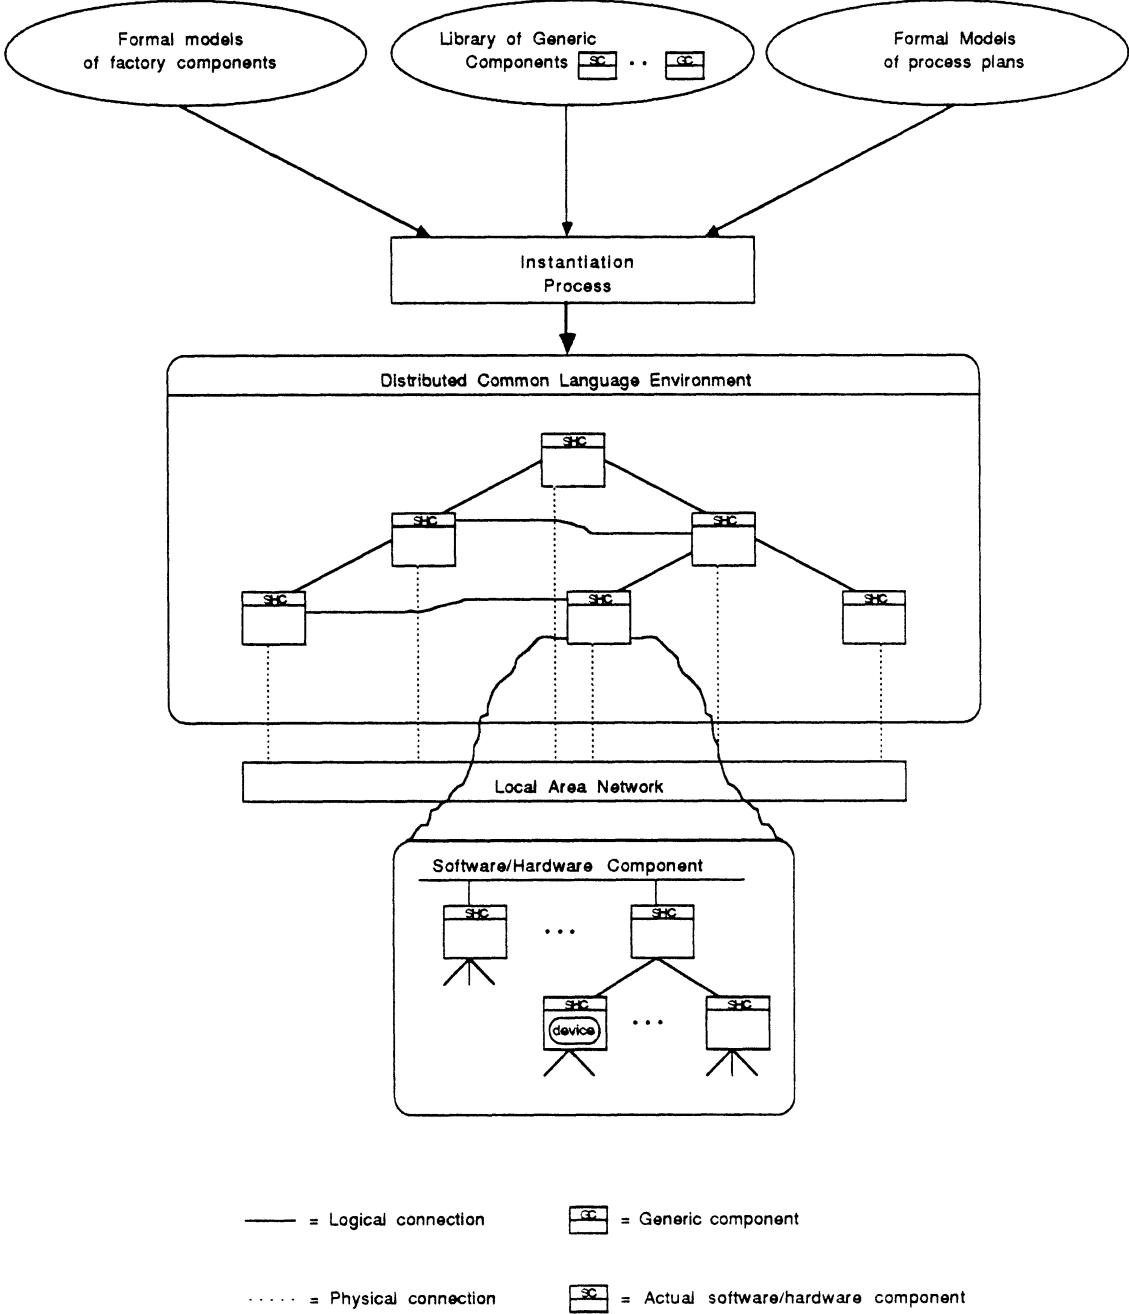 Formal models
of factory components
Library of Generic
Components SC . . GC
Formal Models
of process plans
Instantiation
Process
Distributed Common Language Environment
SHC
SHC
SHC
SHC
SHC
SHC
Local Area Network
Software/Hardware Component
SHC
. . .
SHC
SHC
device
. . .
SHC
= Logical connection
GC
= Generic component
= Physical connection
SC
= Actual software/hardware component